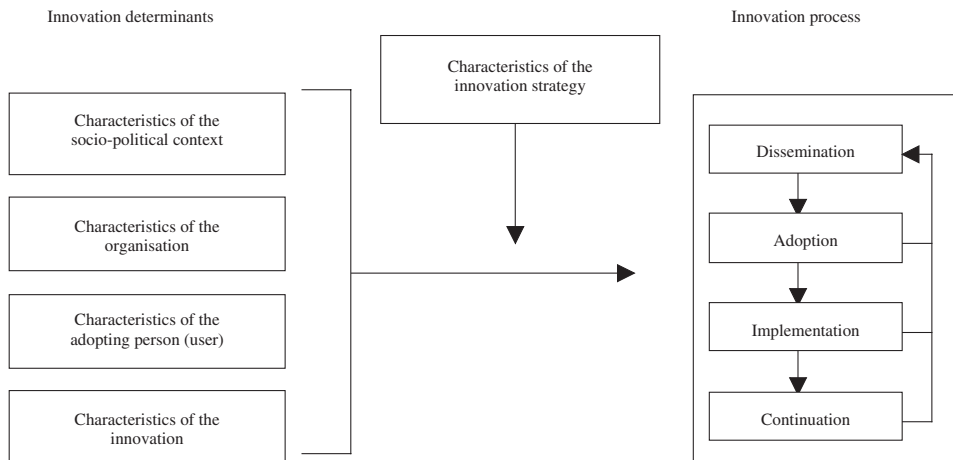 Innovation determinants
Innovation process
Characteristics of the
innovation strategy
Characteristics of the
socio-political context
Characteristics of the
organisation
Characteristics of the
adopting person (user)
Characteristics of the
innovation
Dissemination
Adoption
Implementation
Continuation